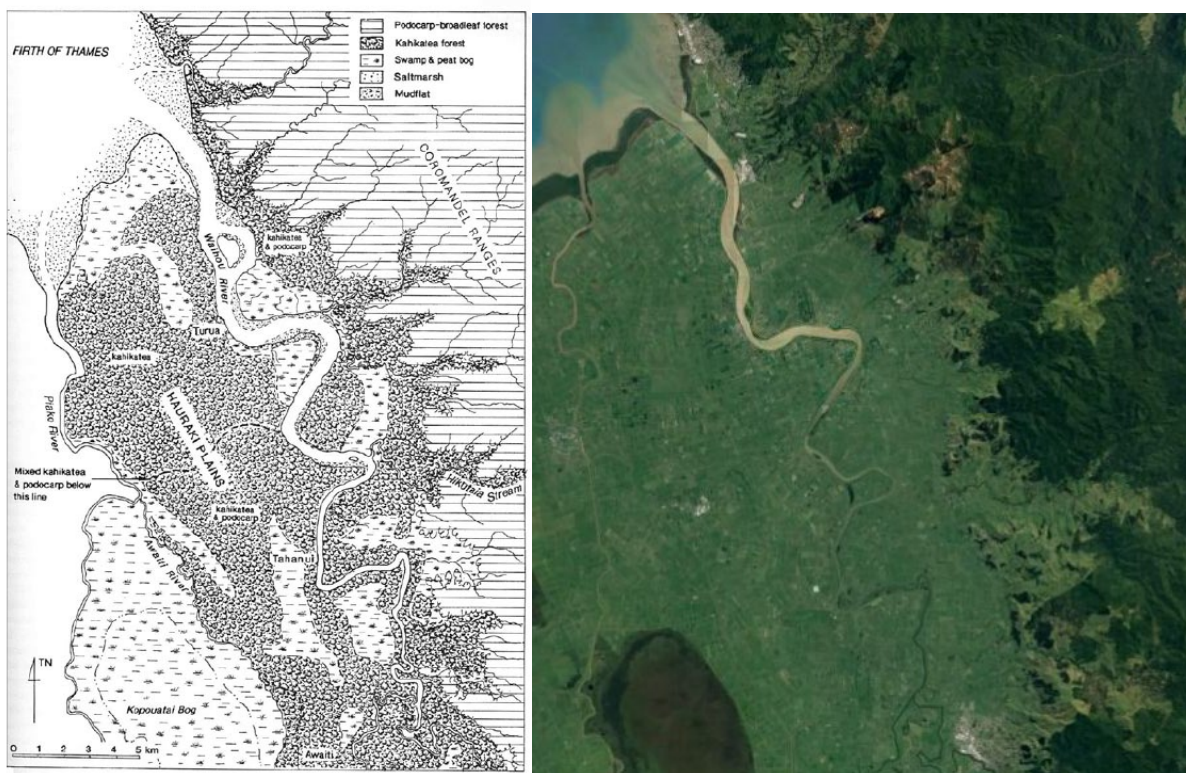 FIRTH OF THAMES
Podocarp-broadleaf forest
Kahikatea forest
Swamp & peat bog
Saltmarsh
Mudflat
COROMANDEL RANGES
kahikatea
& podocarp
Waihou River
Turua
kahikatea
Piako River
HAURAKI PLAINS
Mixed kahikatea
& podocarp below
this line
kahikatea
& podocarp
Hikutaia Stream
Tahanui
Awaiti River
TN
Kopouatai Bog
Awaiti
0 1 2 3 4 5 km